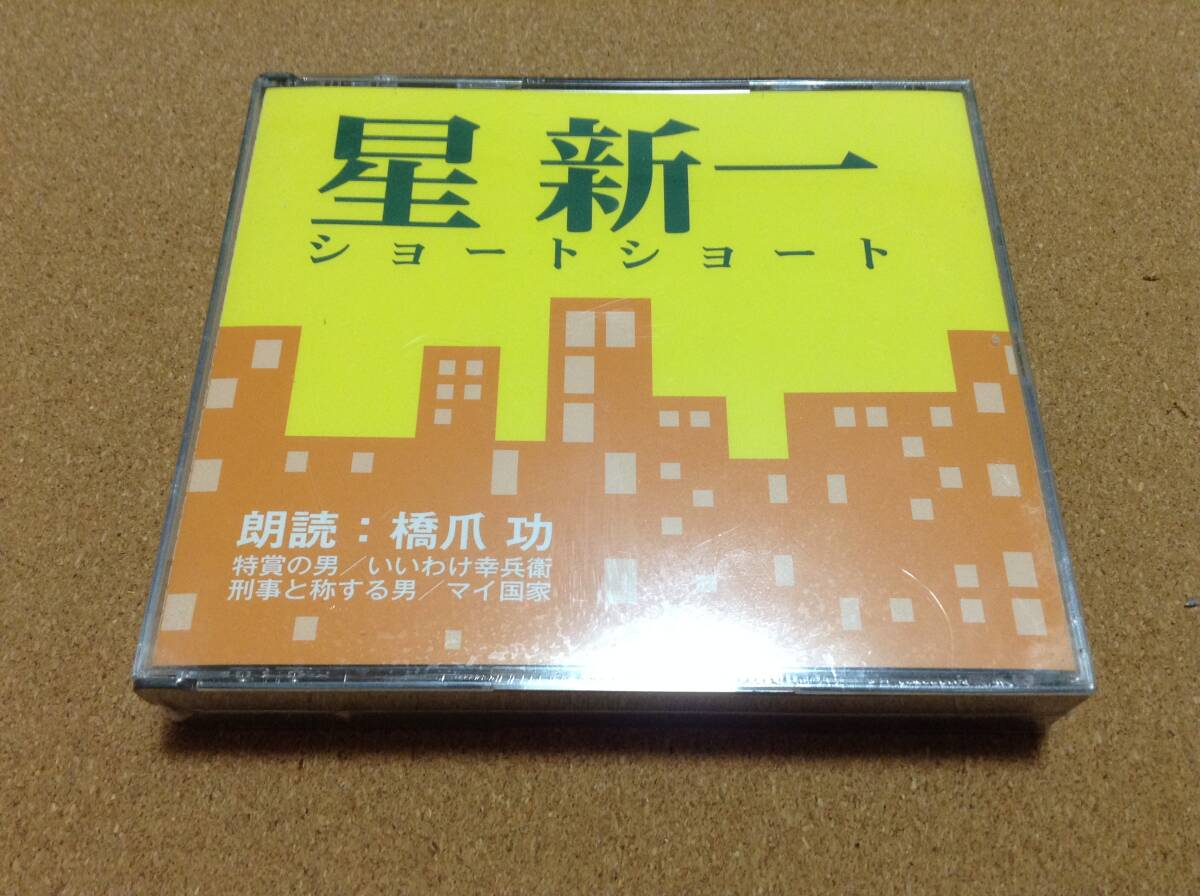 星 新一
ショートショート
朗読：橋爪 功
特賞の男／いいわけ幸兵衛
刑事と称する男／マイ国家